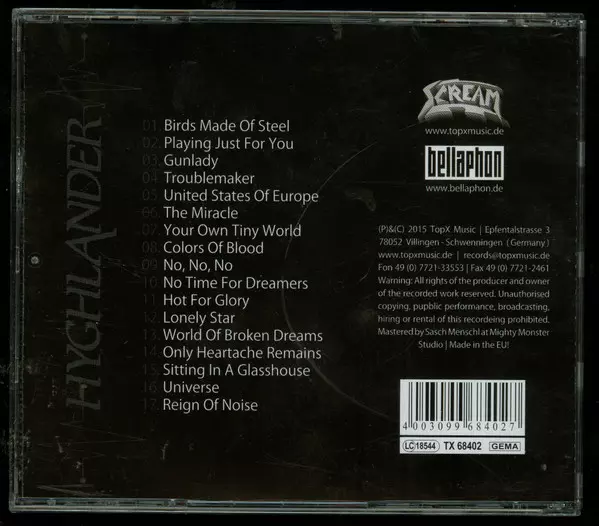 HYGHLANDER
01 Birds Made Of Steel
02 Playing Just For You
03 Gunlady
04 Troublemaker
05 United States Of Europe
06 The Miracle
07 Your Own Tiny World
08 Colors Of Blood
09 No, No, No
10 No Time For Dreamers
11 Hot For Glory
12 Lonely Star
13 World Of Broken Dreams
14 Only Heartache Remains
15 Sitting In A Glasshouse
16 Universe
17 Reign Of Noise
SCREAM
www.topxmusic.de
bellaphon
www.bellaphon.de
(P)&(C) 2015 TopX Music | Epfentalstrasse 3
78052 Villingen - Schwenningen ( Germany )
www.topxmusic.de | records@topxmusic.de
Fon 49 (0) 7721-33553 | Fax 49 (0) 7721-2461
Warning: All rights of the producer and owner
of the recorded work reserved. Unauthorised
copying, pupblic performance, broadcasting,
hiring or rental of this recordeing prohibited.
Mastered by Sasch Menschl at Mighty Monster
Studio | Made in the EU!
4 003099 684027
LC 18544 TX 68402 GEMA